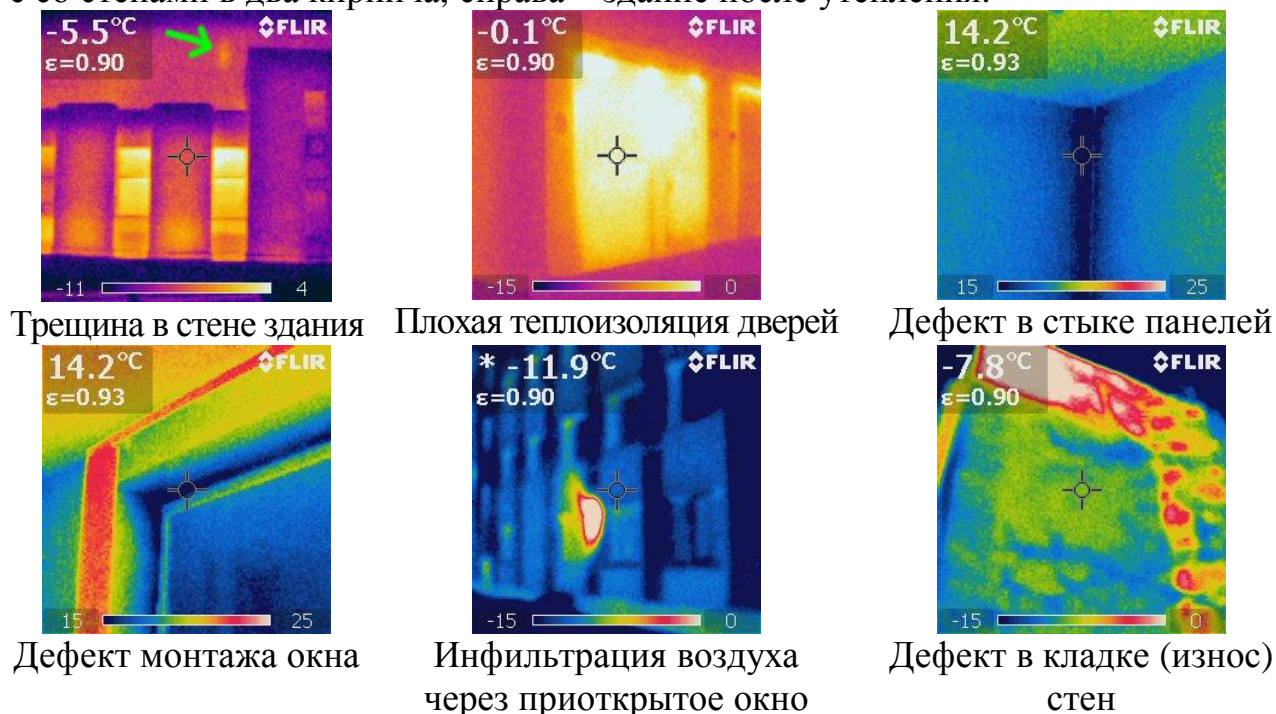 -5.5°C FLIR
ε=0.90
-11 4
-0.1°C FLIR
ε=0.90
-15 0
14.2°C FLIR
ε=0.93
15 25
Трещина в стене здания
Плохая теплоизоляция дверей
Дефект в стыке панелей
14.2°C FLIR
ε=0.93
15 25
* -11.9°C FLIR
ε=0.90
-15 0
-7.8°C FLIR
ε=0.90
-15 0
Дефект монтажа окна
Инфильтрация воздуха
через приоткрытое окно
Дефект в кладке (износ)
стен